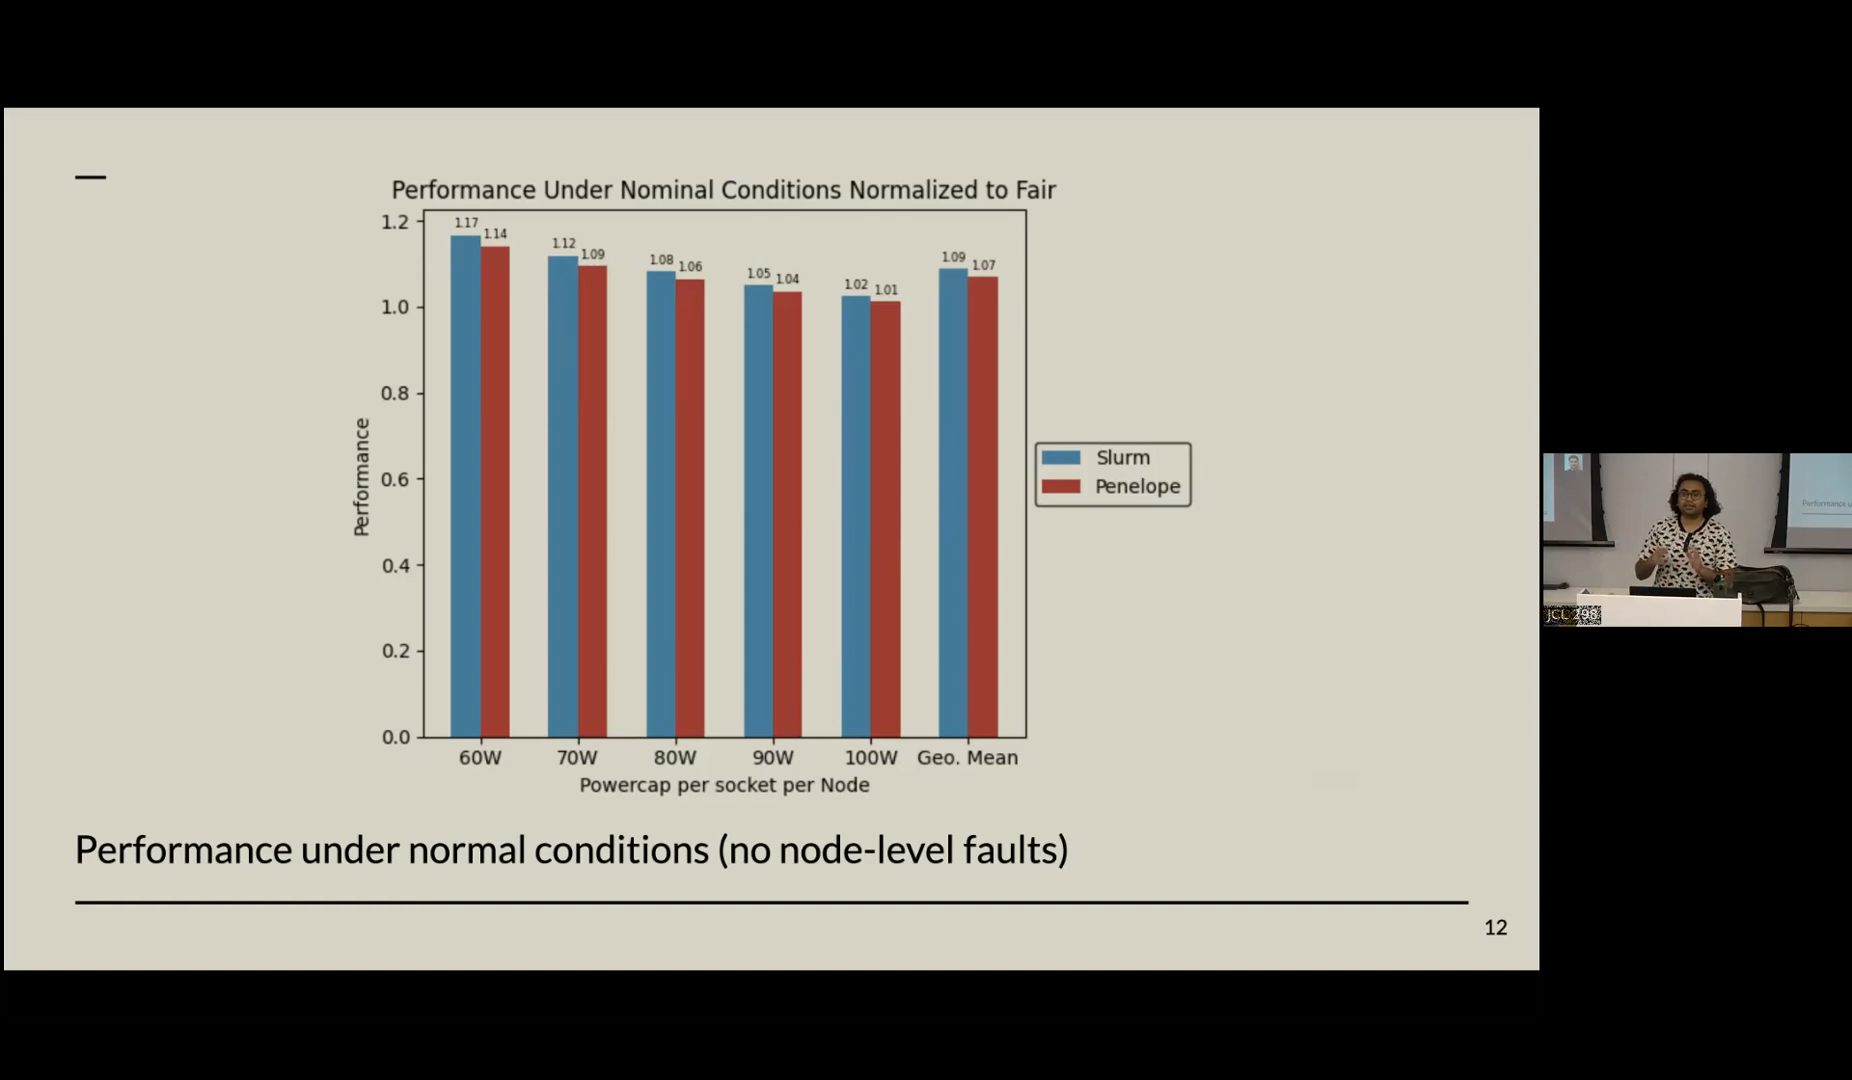 Performance Under Nominal Conditions Normalized to Fair
1.2
1.0
0.8
0.6
0.4
0.2
0.0
Performance
1.17
1.14
1.12
1.09
1.08
1.06
1.05
1.04
1.02
1.01
1.09
1.07
60W
70W
80W
90W
100W
Geo. Mean
Powercap per socket per Node
Slurm
Penelope
Performance under normal conditions (no node-level faults)
12
Performance u
JCL 298